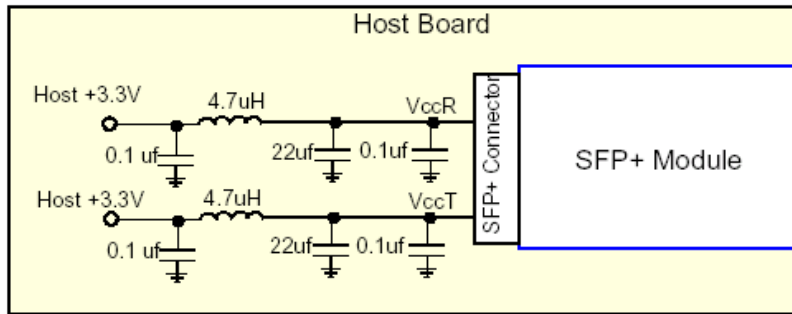 Host Board
Host +3.3V
4.7uH
VccR
0.1 uf
22uf
0.1uf
Host +3.3V
4.7uH
VccT
0.1 uf
22uf
0.1uf
SFP+ Connector
SFP+ Module